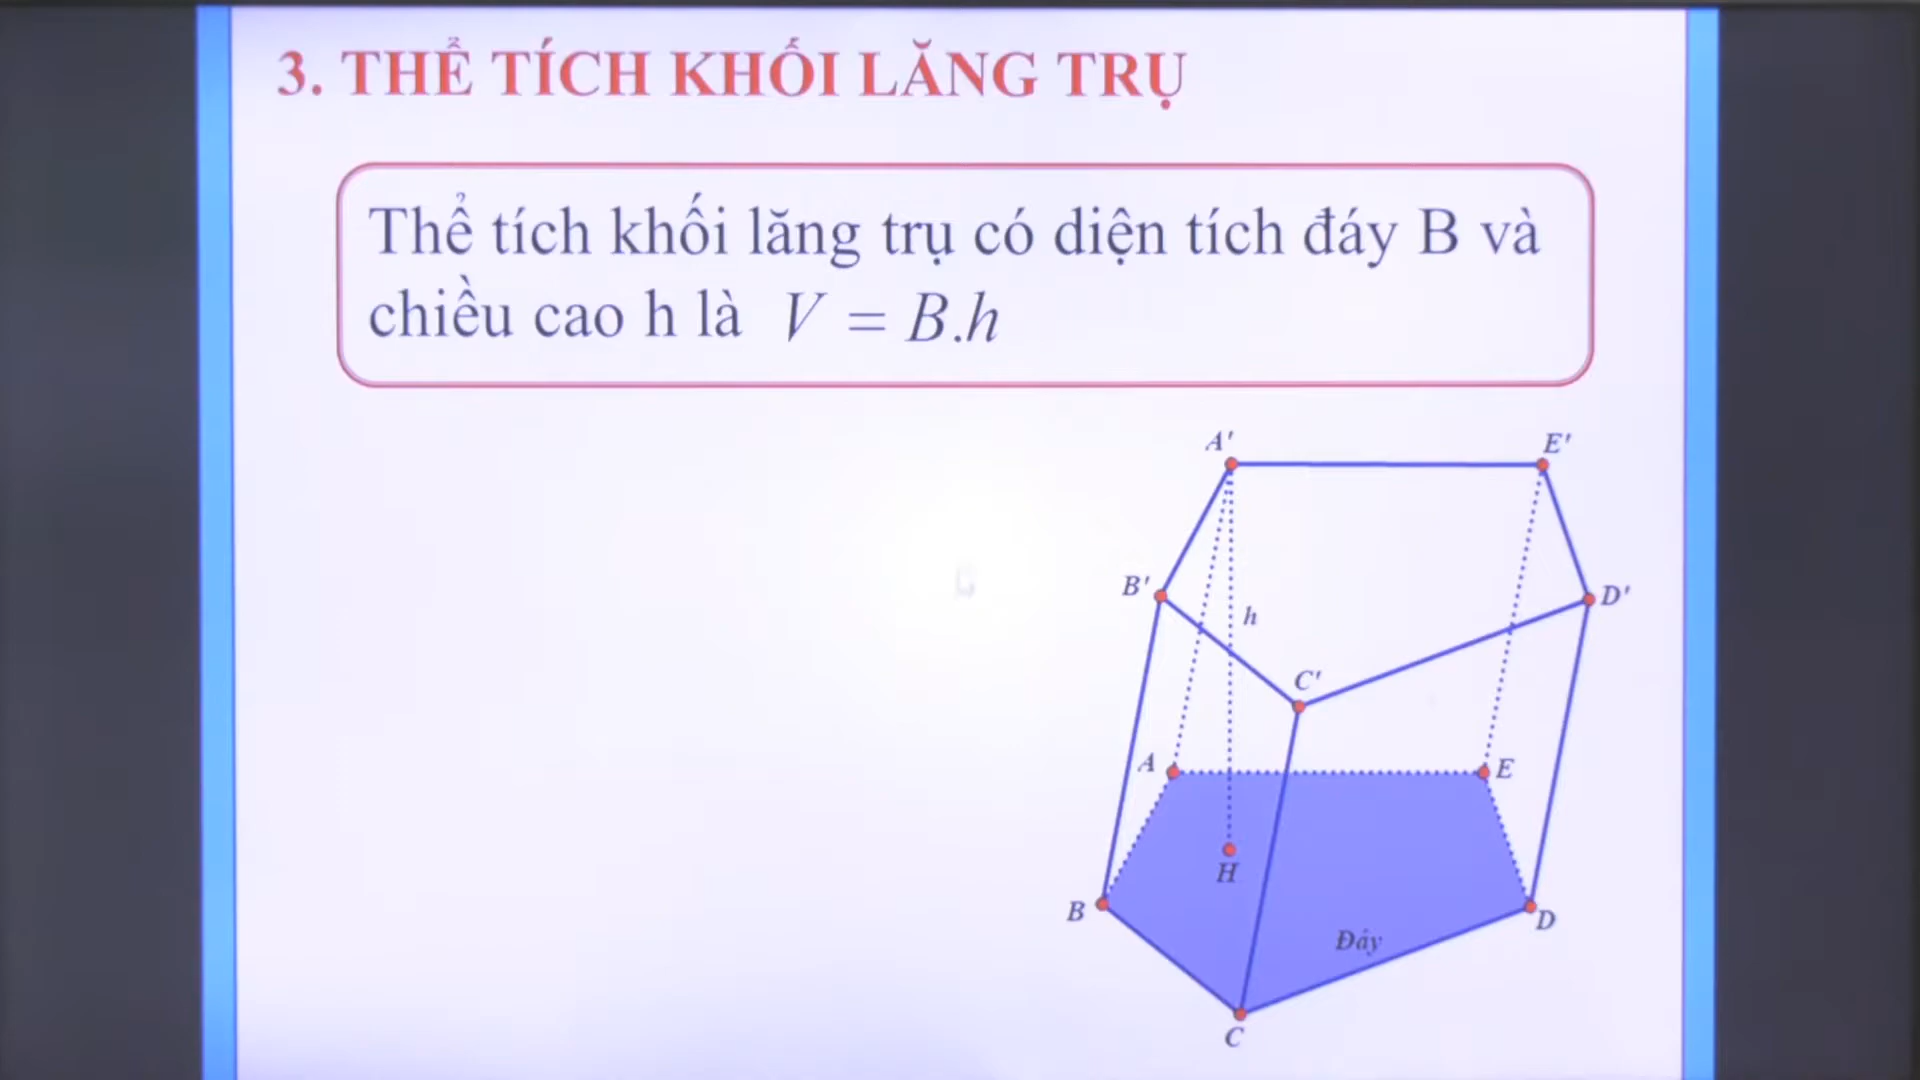 3. THỂ TÍCH KHỐI LĂNG TRỤ
Thể tích khối lăng trụ có diện tích đáy B và
chiều cao h là V = B.h
A'
E'
B'
D'
h
C'
A
E
H
B
D
Đáy
C